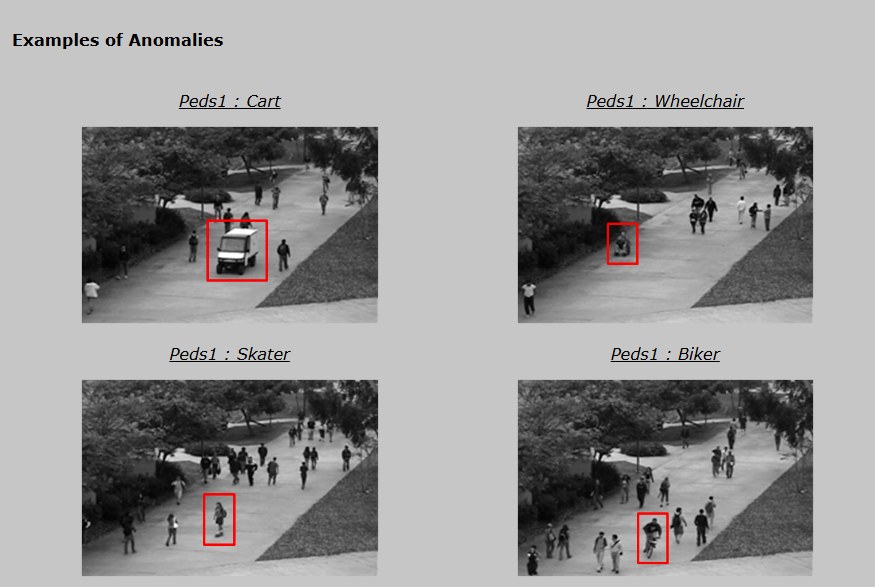 Examples of Anomalies
Peds1 : Cart
Peds1 : Wheelchair
Peds1 : Skater
Peds1 : Biker